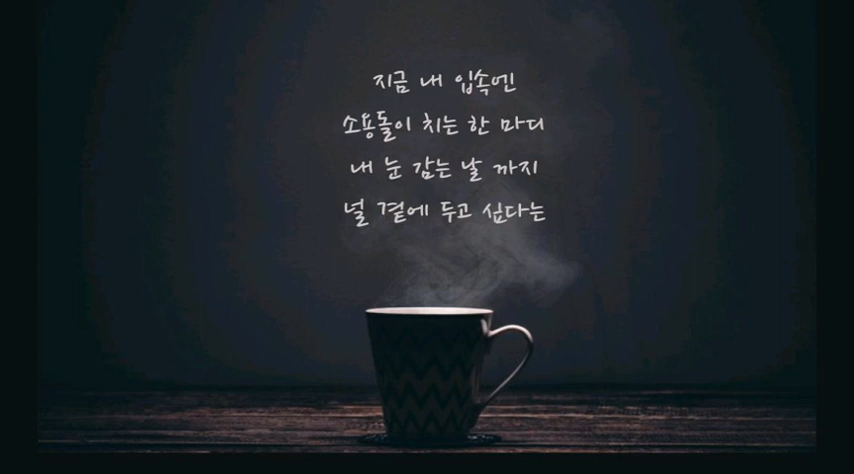 지금 내 입속엔
소용돌이 치는 한 마디
내 눈 감는 날 까지
널 곁에 두고 싶다는